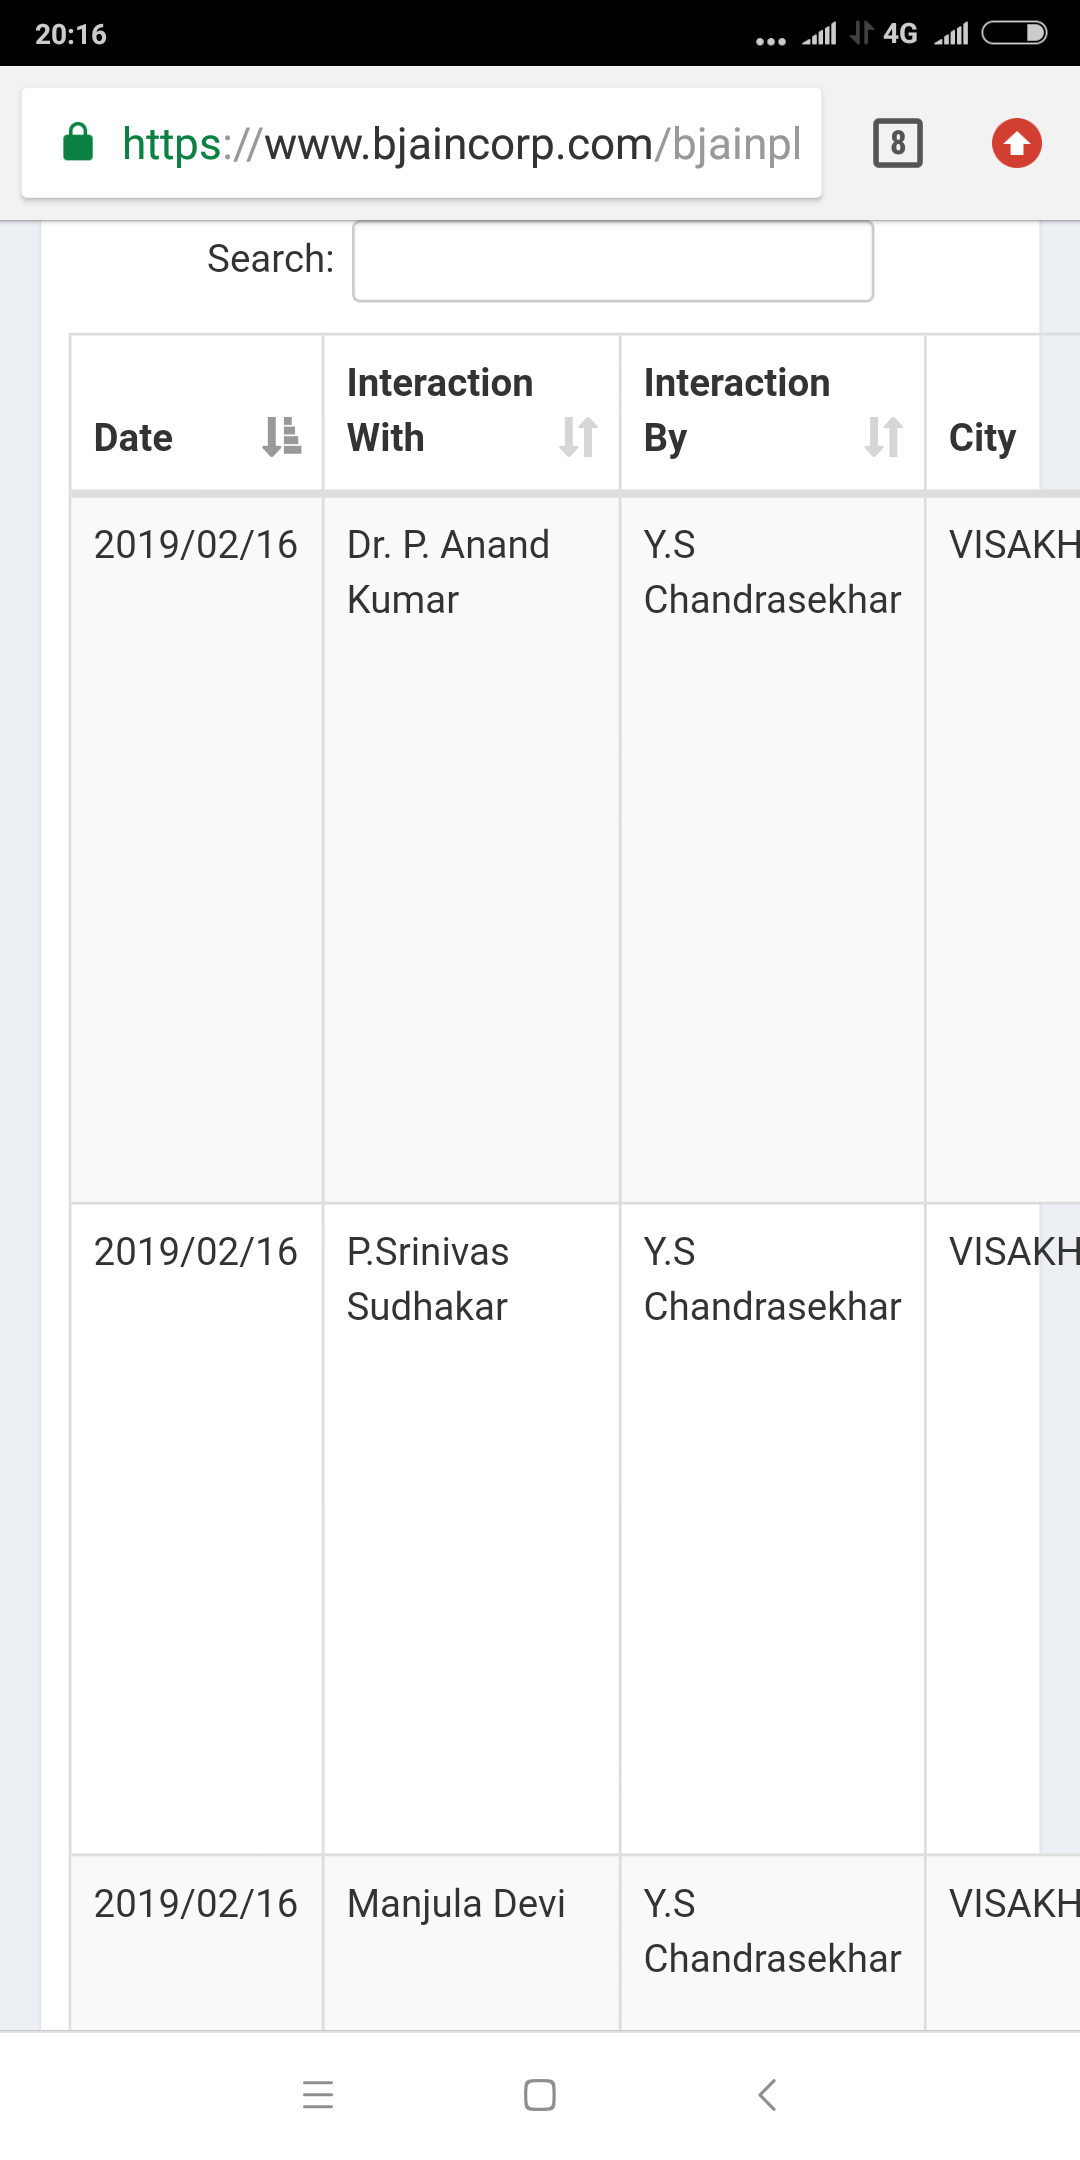 20:16
4G
https://www.bjaincorp.com/bjainpl
8
Search:
Date
Interaction With
Interaction By
City
2019/02/16
Dr. P. Anand
Kumar
Y.S
Chandrasekhar
VISAKH
2019/02/16
P.Srinivas
Sudhakar
Y.S
Chandrasekhar
VISAKH
2019/02/16
Manjula Devi
Y.S
Chandrasekhar
VISAKH